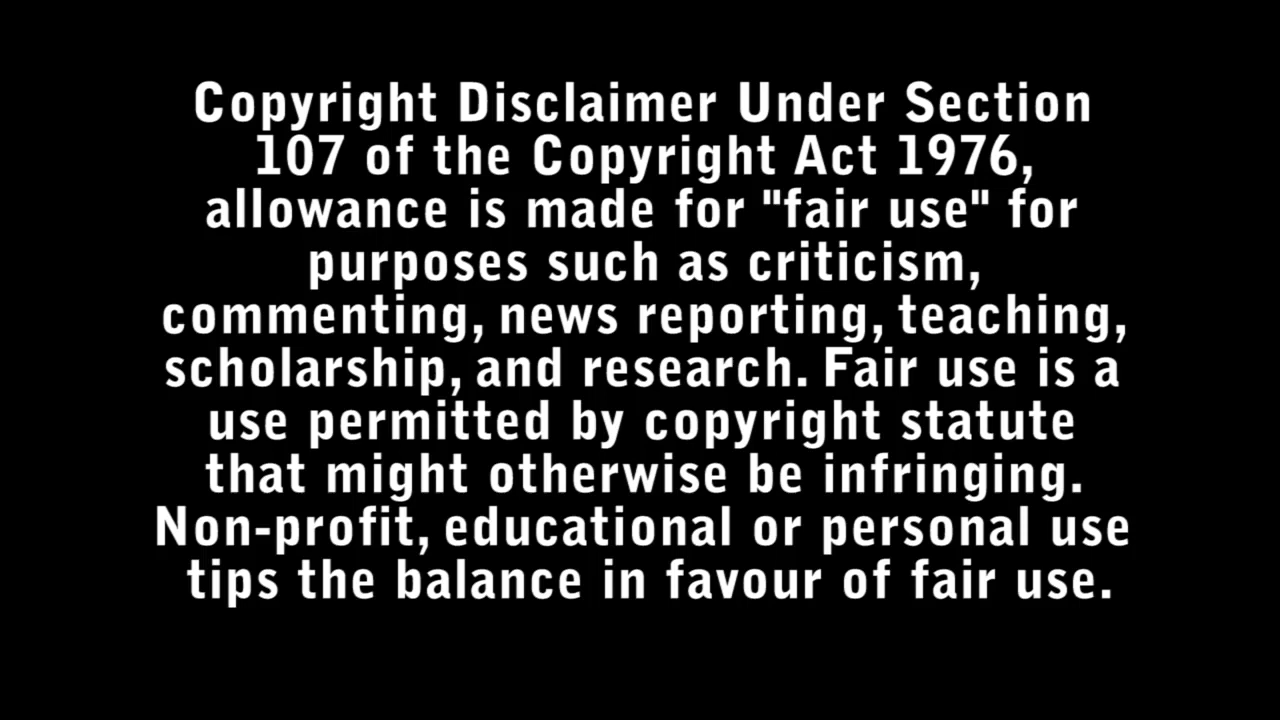 Copyright Disclaimer Under Section
107 of the Copyright Act 1976,
allowance is made for "fair use" for
purposes such as criticism,
commenting, news reporting, teaching,
scholarship, and research. Fair use is a
use permitted by copyright statute
that might otherwise be infringing.
Non-profit, educational or personal use
tips the balance in favour of fair use.